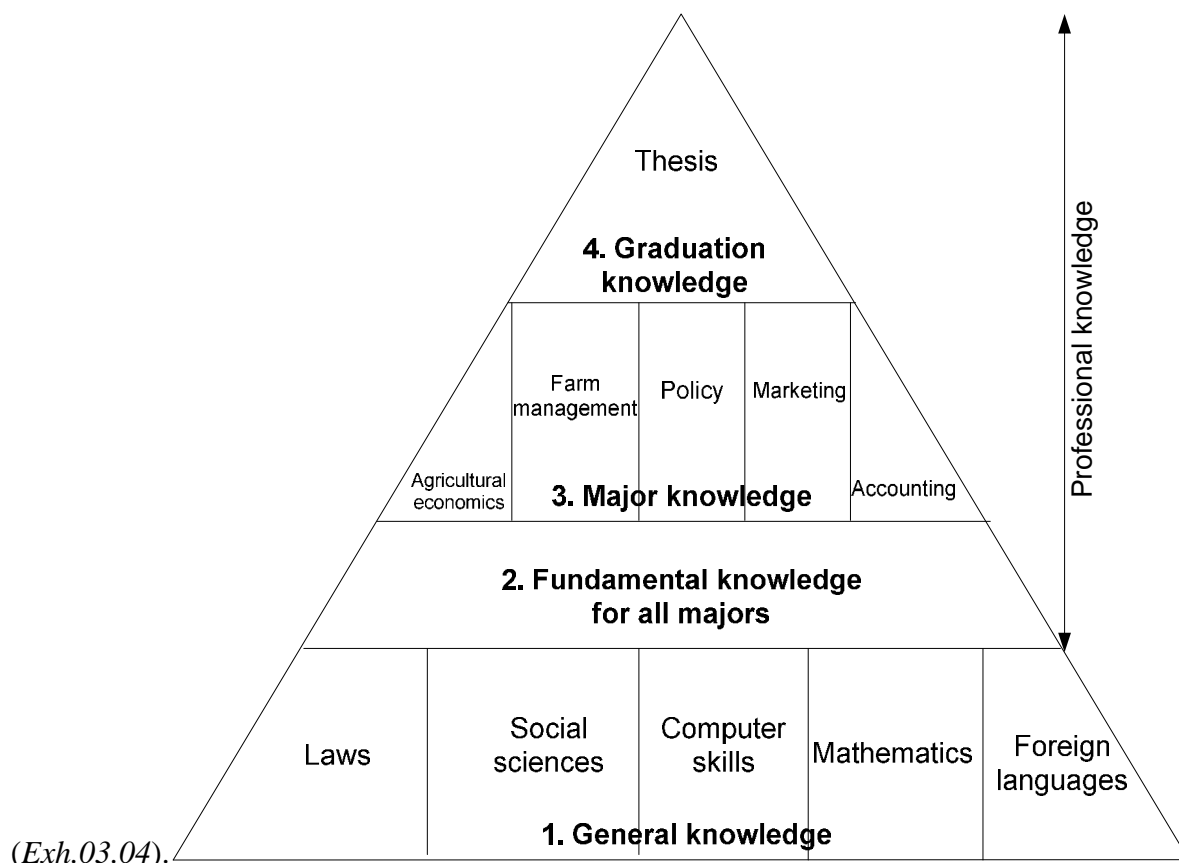 Thesis
4. Graduation
knowledge
Professional knowledge
Farm
management
Policy
Marketing
Agricultural
economics
3. Major knowledge
Accounting
2. Fundamental knowledge
for all majors
Laws
Social
sciences
Computer
skills
Mathematics
Foreign
languages
1. General knowledge
(Exh.03.04).